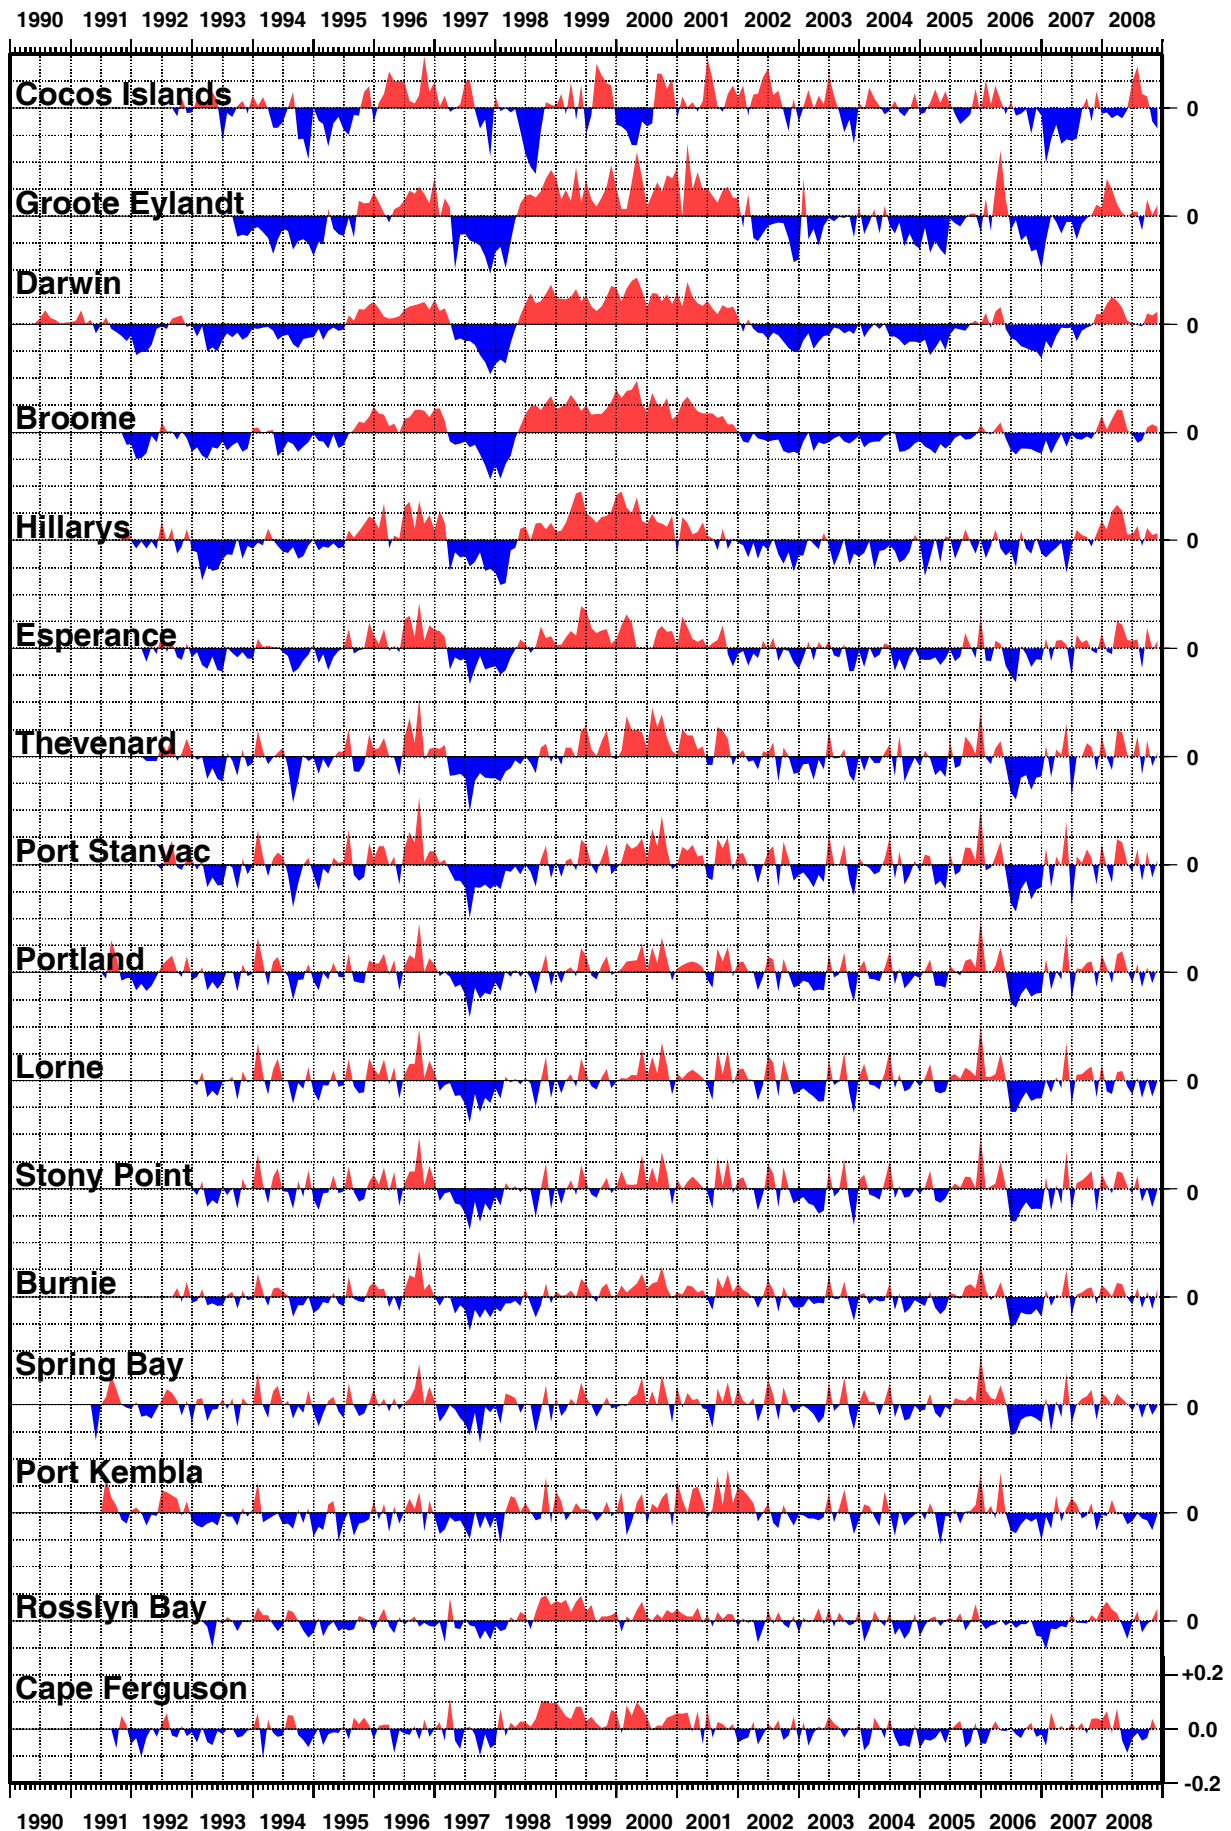 1990 1991 1992 1993 1994 1995 1996 1997 1998 1999 2000 2001 2002 2003 2004 2005 2006 2007 2008
Cocos Islands 0
Groote Eylandt 0
Darwin 0
Broome 0
Hillarys 0
Esperance 0
Thevenard 0
Port Stanvac 0
Portland 0
Lorne 0
Stony Point 0
Burnie 0
Spring Bay 0
Port Kembla 0
Rosslyn Bay 0
+0.2
Cape Ferguson
0.0
-0.2
1990 1991 1992 1993 1994 1995 1996 1997 1998 1999 2000 2001 2002 2003 2004 2005 2006 2007 2008